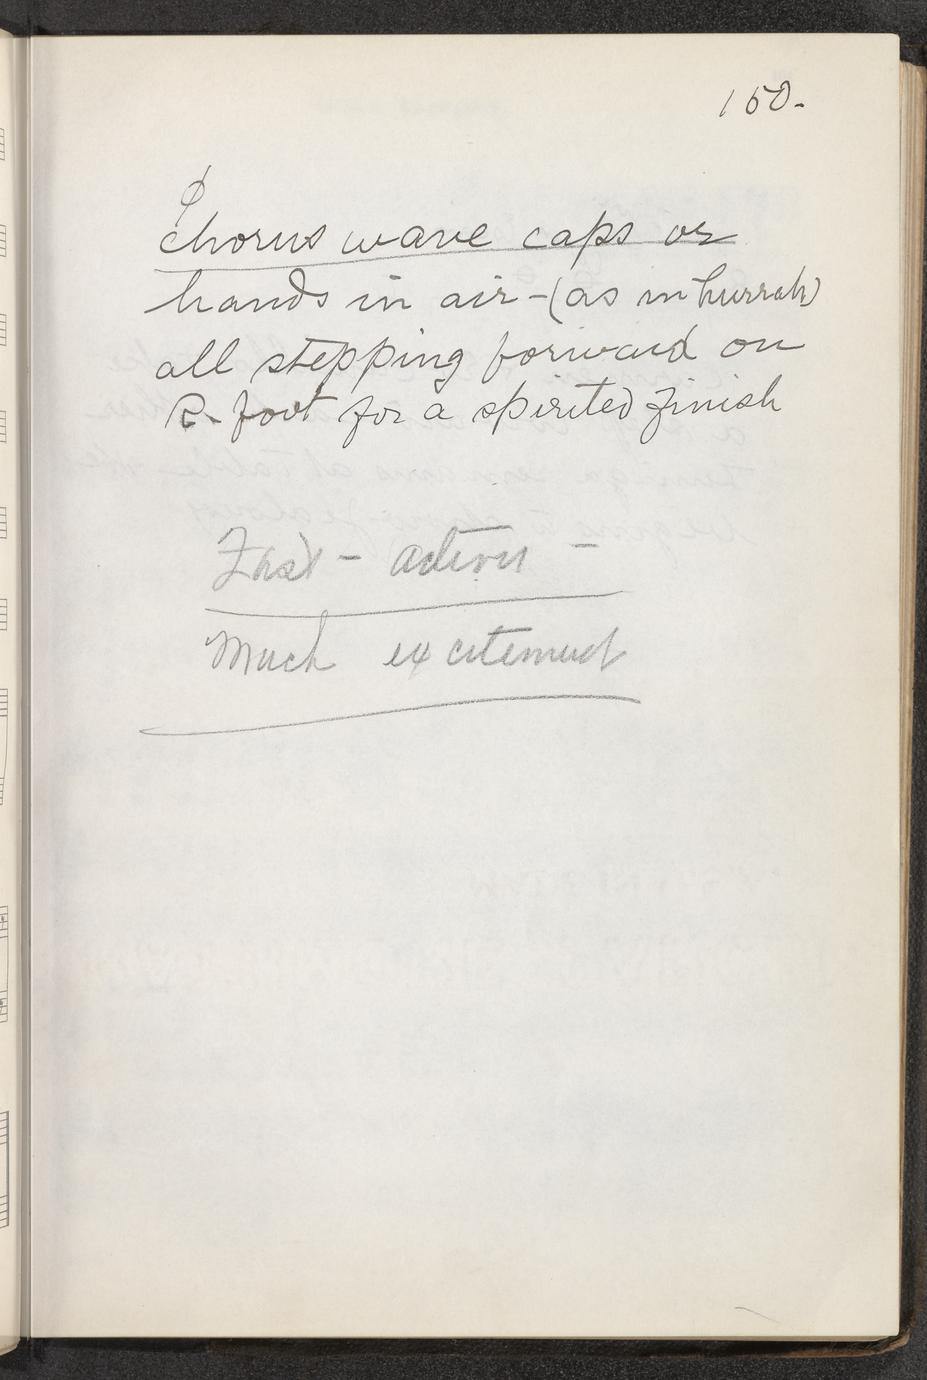 150.
ϕ
Chorus wave caps or
hands in air-(as in hurrah)
all stepping forward on
R. foot for a spirited finish
Fast - action -
Much excitement